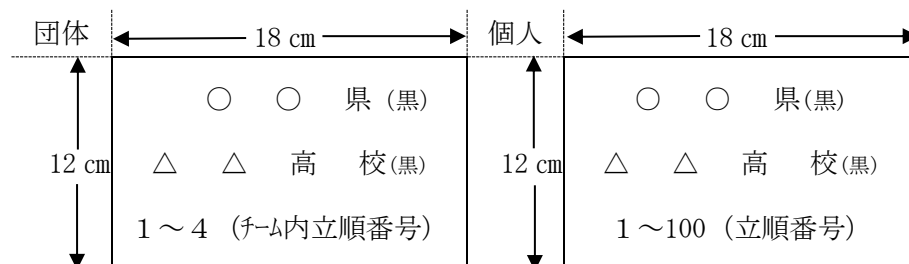 団体 18 cm 個人 18 cm
○ ○ 県(黒) ○ ○ 県(黒)
12 cm △ △ 高 校(黒) 12 cm △ △ 高 校(黒)
1～4 (ﾁｰﾑ内立順番号) 1～100 (立順番号)